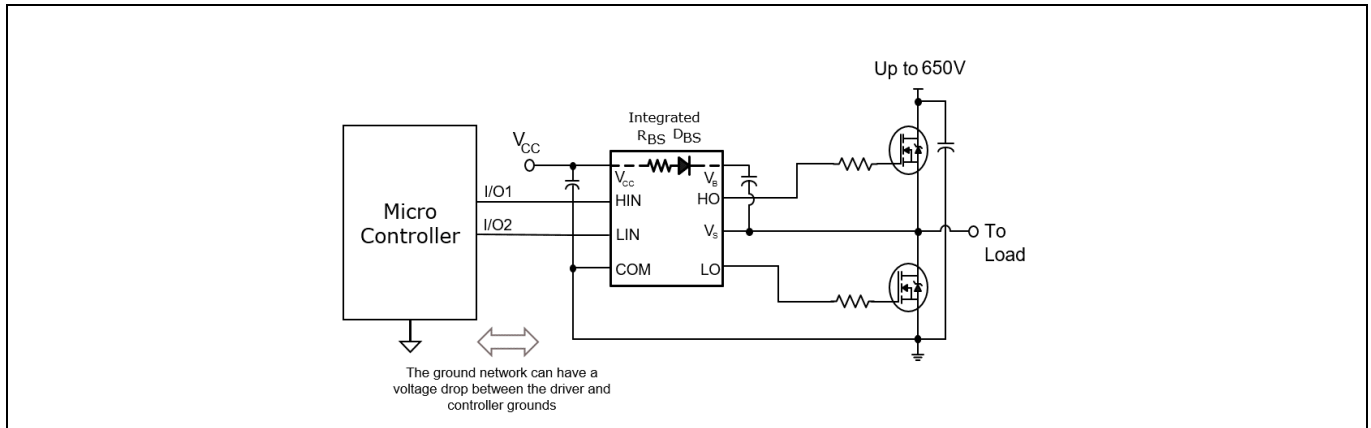 Up to 650V
Integrated
RBS DBS
VCC
Micro
Controller
I/O1
I/O2
VCC
HIN
LIN
COM
VB
HO
VS
LO
To
Load
The ground network can have a
voltage drop between the driver and
controller grounds